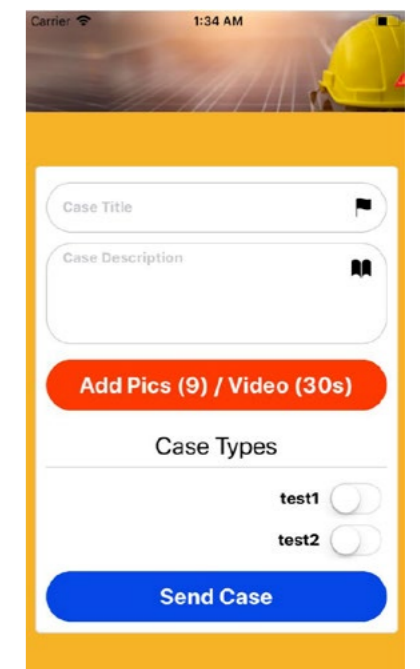 Carrier 1:34 AM
Case Title
Case Description
Add Pics (9) / Video (30s)
Case Types
test1
test2
Send Case